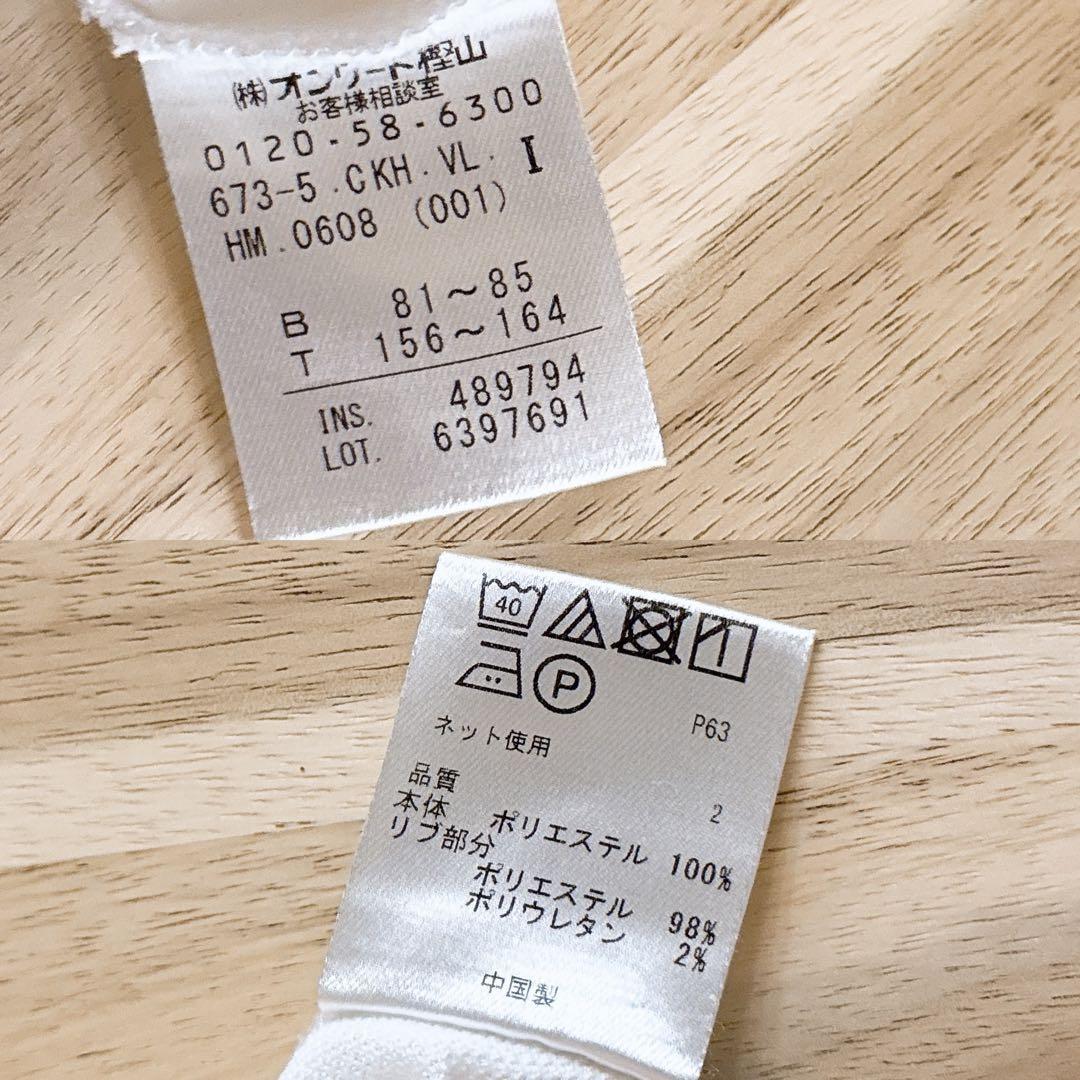 (株)オンワード樫山
お客様相談室
0120-58-6300
673-5.CKH.VL. I
HM.0608 (001)
B 81～85
T 156～164
INS. 489794
LOT. 6397691
40
P
ネット使用 P63
品質 2
本体 ポリエステル 100%
リブ部分
ポリエステル 98%
ポリウレタン 2%
中国製